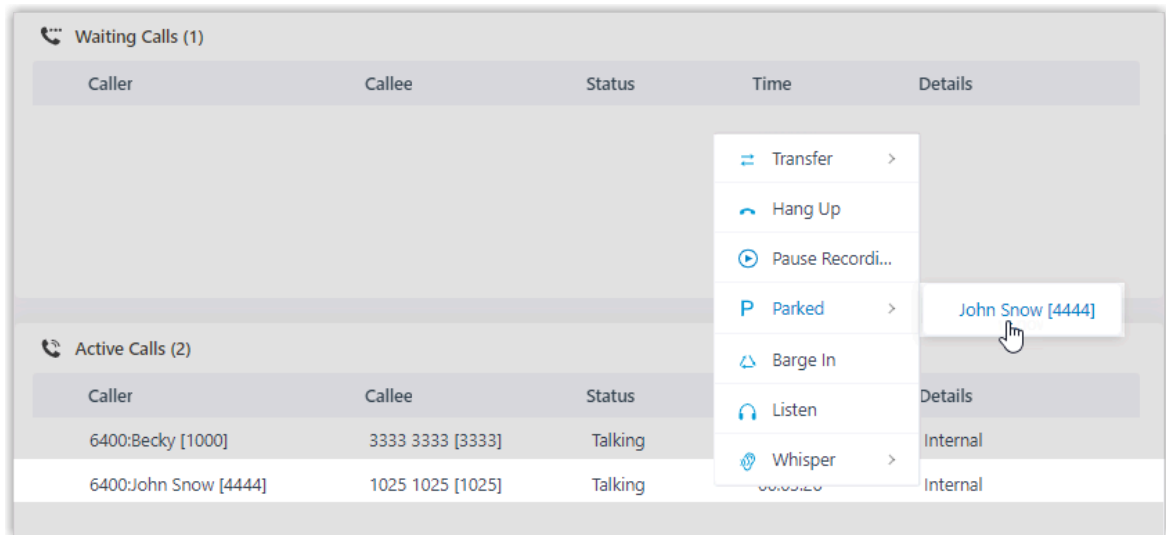 Waiting Calls (1)
Caller Callee Status Time Details
Transfer
Hang Up
Pause Recordi...
P Parked
John Snow [4444]
Barge In
Listen
Whisper
Active Calls (2)
Caller Callee Status Details
6400:Becky [1000] 3333 3333 [3333] Talking Internal
6400:John Snow [4444] 1025 1025 [1025] Talking Internal